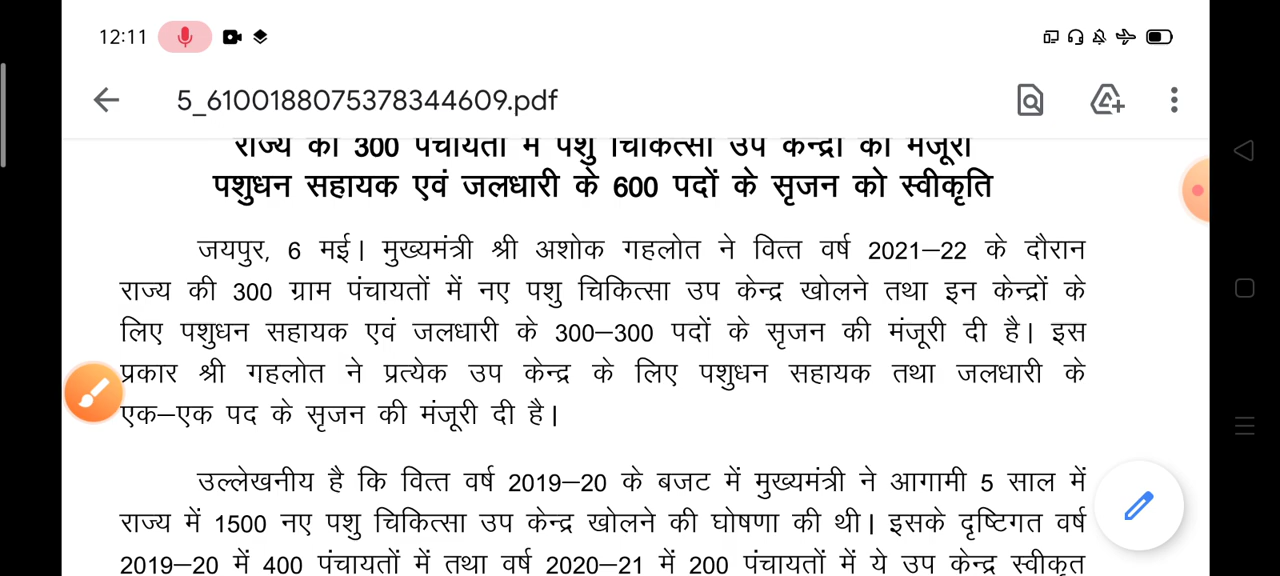 12:11
5_6100188075378344609.pdf
राज्य की 300 पंचायतों में पशु चिकित्सा उप केन्द्रों को मंजूरी
पशुधन सहायक एवं जलधारी के 600 पदों के सृजन को स्वीकृति
जयपुर, 6 मई। मुख्यमंत्री श्री अशोक गहलोत ने वित्त वर्ष 2021–22 के दौरान
राज्य की 300 ग्राम पंचायतों में नए पशु चिकित्सा उप केन्द्र खोलने तथा इन केन्द्रों के
लिए पशुधन सहायक एवं जलधारी के 300–300 पदों के सृजन की मंजूरी दी है। इस
प्रकार श्री गहलोत ने प्रत्येक उप केन्द्र के लिए पशुधन सहायक तथा जलधारी के
एक–एक पद के सृजन की मंजूरी दी है।
उल्लेखनीय है कि वित्त वर्ष 2019–20 के बजट में मुख्यमंत्री ने आगामी 5 साल में
राज्य में 1500 नए पशु चिकित्सा उप केन्द्र खोलने की घोषणा की थी। इसके दृष्टिगत वर्ष
2019–20 में 400 पंचायतों में तथा वर्ष 2020–21 में 200 पंचायतों में ये उप केन्द्र स्वीकृत